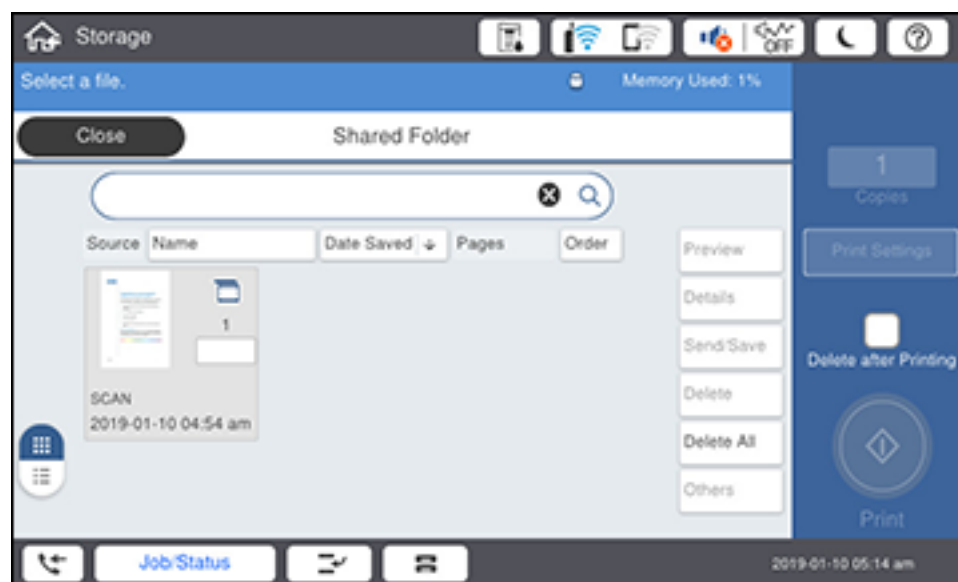 Storage
OFF
Select a file.
Memory Used: 1%
Close
Shared Folder
1
Copies
Source Name Date Saved Pages Order
Preview
Print Settings
Details
1
Send/Save
Delete after Printing
SCAN
Delete
2019-01-10 04:54 am
Delete All
Others
Print
Job/Status
2019-01-10 05:14 am